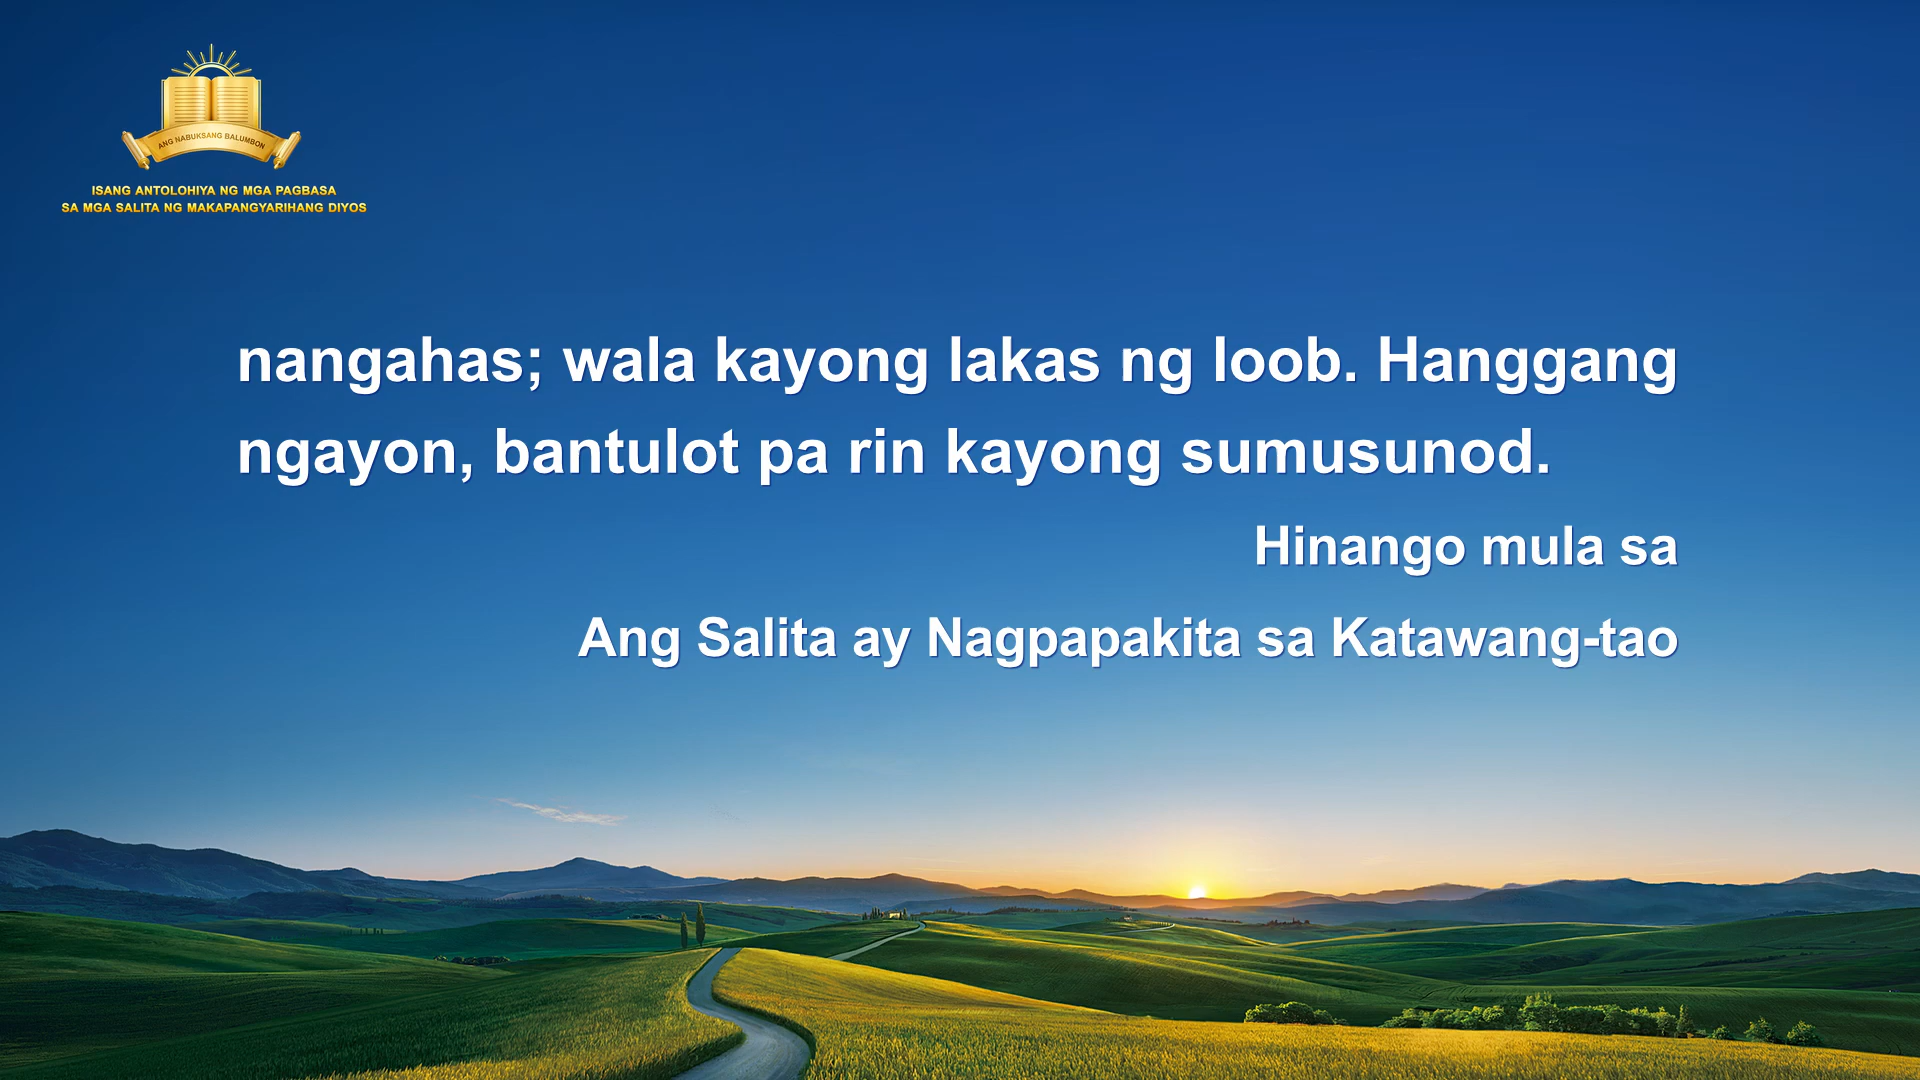 ANG NABUKSANG BALUMBON
ISANG ANTOLOHIYA NG MGA PAGBASA
SA MGA SALITA NG MAKAPANGYARIHANG DIYOS
nangahas; wala kayong lakas ng loob. Hanggang
ngayon, bantulot pa rin kayong sumusunod.
Hinango mula sa
Ang Salita ay Nagpapakita sa Katawang-tao